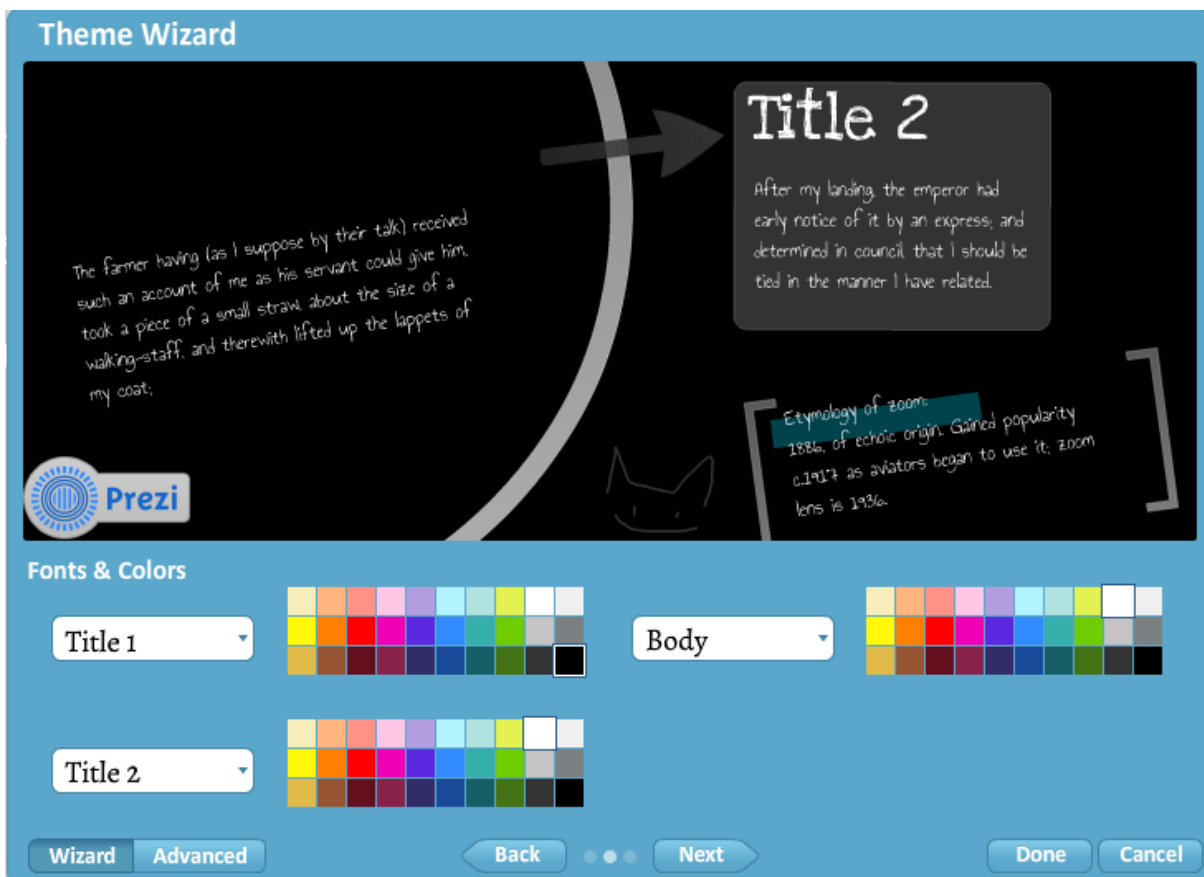 Theme Wizard
The farmer having (as I suppose by their talk) received
such an account of me as his servant could give him,
took a piece of a small straw, about the size of a
walking-staff, and therewith lifted up the lappets of
my coat;
Title 2
After my landing, the emperor had
early notice of it by an express; and
determined in council, that I should be
tied in the manner I have related.
Etymology of zoom:
1886, of echoic origin. Gained popularity
c.1917 as aviators began to use it; zoom
lens is 1936.
Prezi
Fonts & Colors
Title 1
Body
Title 2
Wizard
Advanced
Back
Next
Done
Cancel